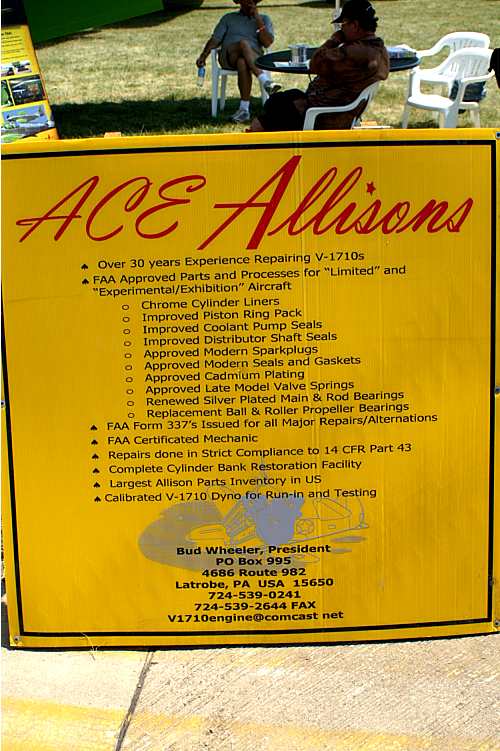 ACE Allisons
♠ Over 30 years Experience Repairing V-1710s
♠ FAA Approved Parts and Processes for "Limited" and
"Experimental/Exhibition" Aircraft
o Chrome Cylinder Liners
o Improved Piston Ring Pack
o Improved Coolant Pump Seals
o Improved Distributor Shaft Seals
o Approved Modern Sparkplugs
o Approved Modern Seals and Gaskets
o Approved Cadmium Plating
o Approved Late Model Valve Springs
o Renewed Silver Plated Main & Rod Bearings
o Replacement Ball & Roller Propeller Bearings
♠ FAA Form 337's Issued for all Major Repairs/Alternations
♠ FAA Certificated Mechanic
♠ Repairs done in Strict Compliance to 14 CFR Part 43
♠ Complete Cylinder Bank Restoration Facility
♠ Largest Allison Parts Inventory in US
♠ Calibrated V-1710 Dyno for Run-in and Testing
Bud Wheeler, President
PO Box 995
4686 Route 982
Latrobe, PA USA 15650
724-539-0241
724-539-2644 FAX
V1710engine@comcast net